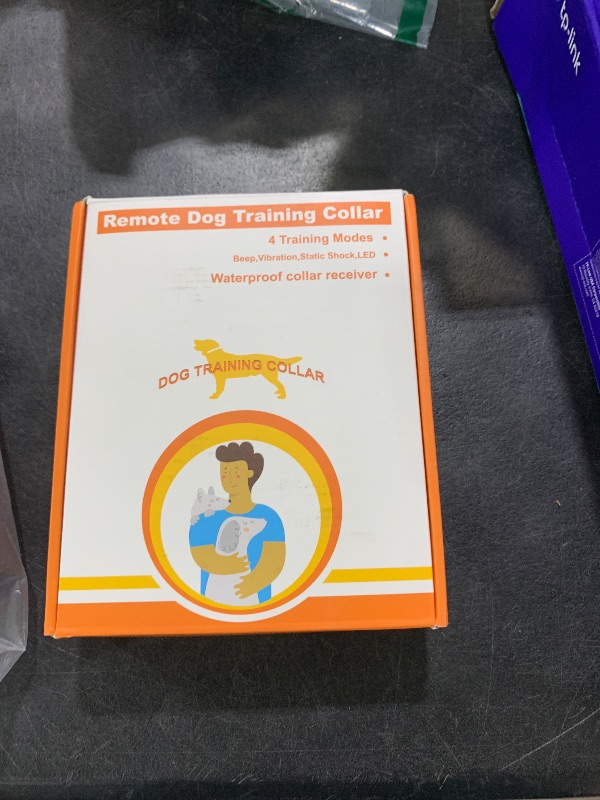 tp-link
Remote Dog Training Collar
4 Training Modes •
Beep,Vibration,Static Shock,LED •
Waterproof collar receiver •
DOG TRAINING COLLAR